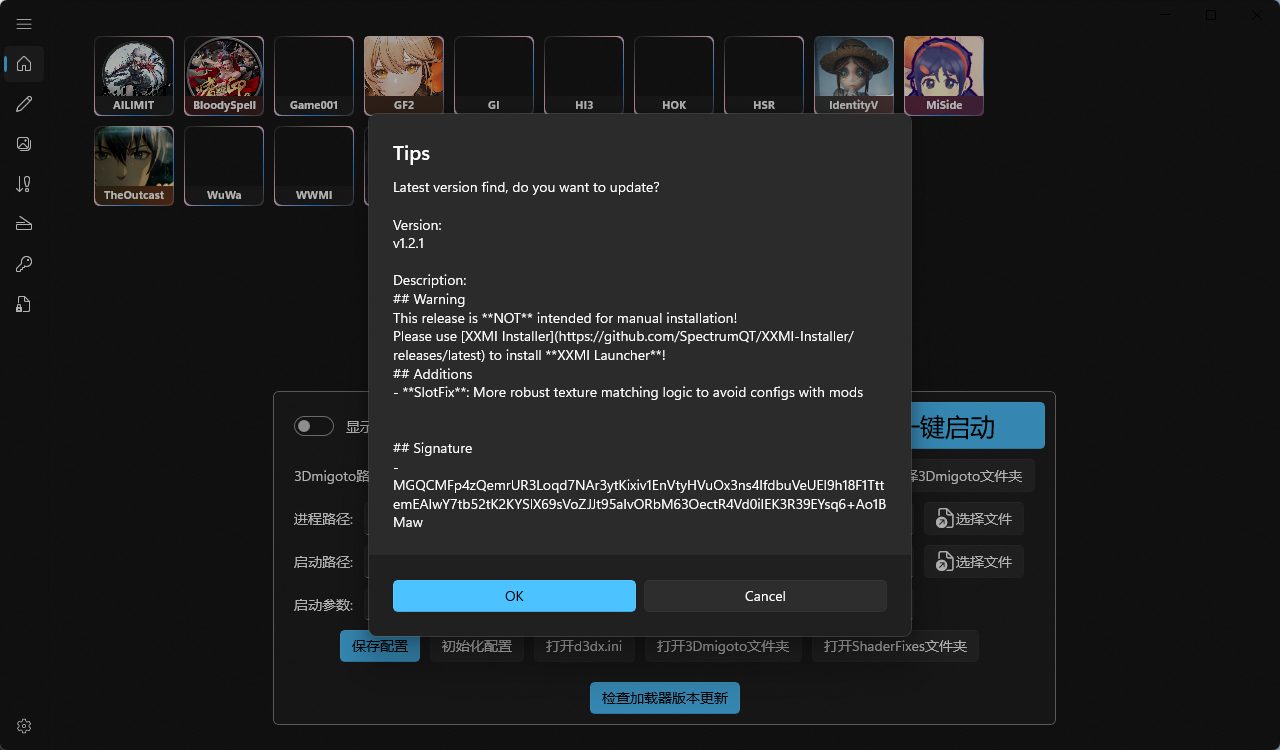 AILIMIT
BloodySpell
Game001
GF2
GI
HI3
HOK
HSR
IdentityV
MiSide
TheOutcast
WuWa
WWMI
Tips
Latest version find, do you want to update?
Version:
v1.2.1
Description:
## Warning
This release is **NOT** intended for manual installation!
Please use [XXMI Installer](https://github.com/SpectrumQT/XXMI-Installer/
releases/latest) to install **XXMI Launcher**!
## Additions
- **SlotFix**: More robust texture matching logic to avoid configs with mods
## Signature
-
MGQCMFp4zQemrUR3Loqd7NAr3ytKixiv1EnVtyHVuOx3ns4IfdbuVeUEl9h18F1Ttt
emEAIwY7tb52tK2KYSlX69sVoZJJt95aIvORbM63OectR4Vd0iIEK3R39EYsq6+Ao1B
Maw
OK
Cancel
显示
键启动
3Dmigoto路
3Dmigoto文件夹
进程路径:
选择文件
启动路径:
选择文件
启动参数:
保存配置
初始化配置
打开d3dx.ini
打开3Dmigoto文件夹
打开ShaderFixes文件夹
检查加载器版本更新